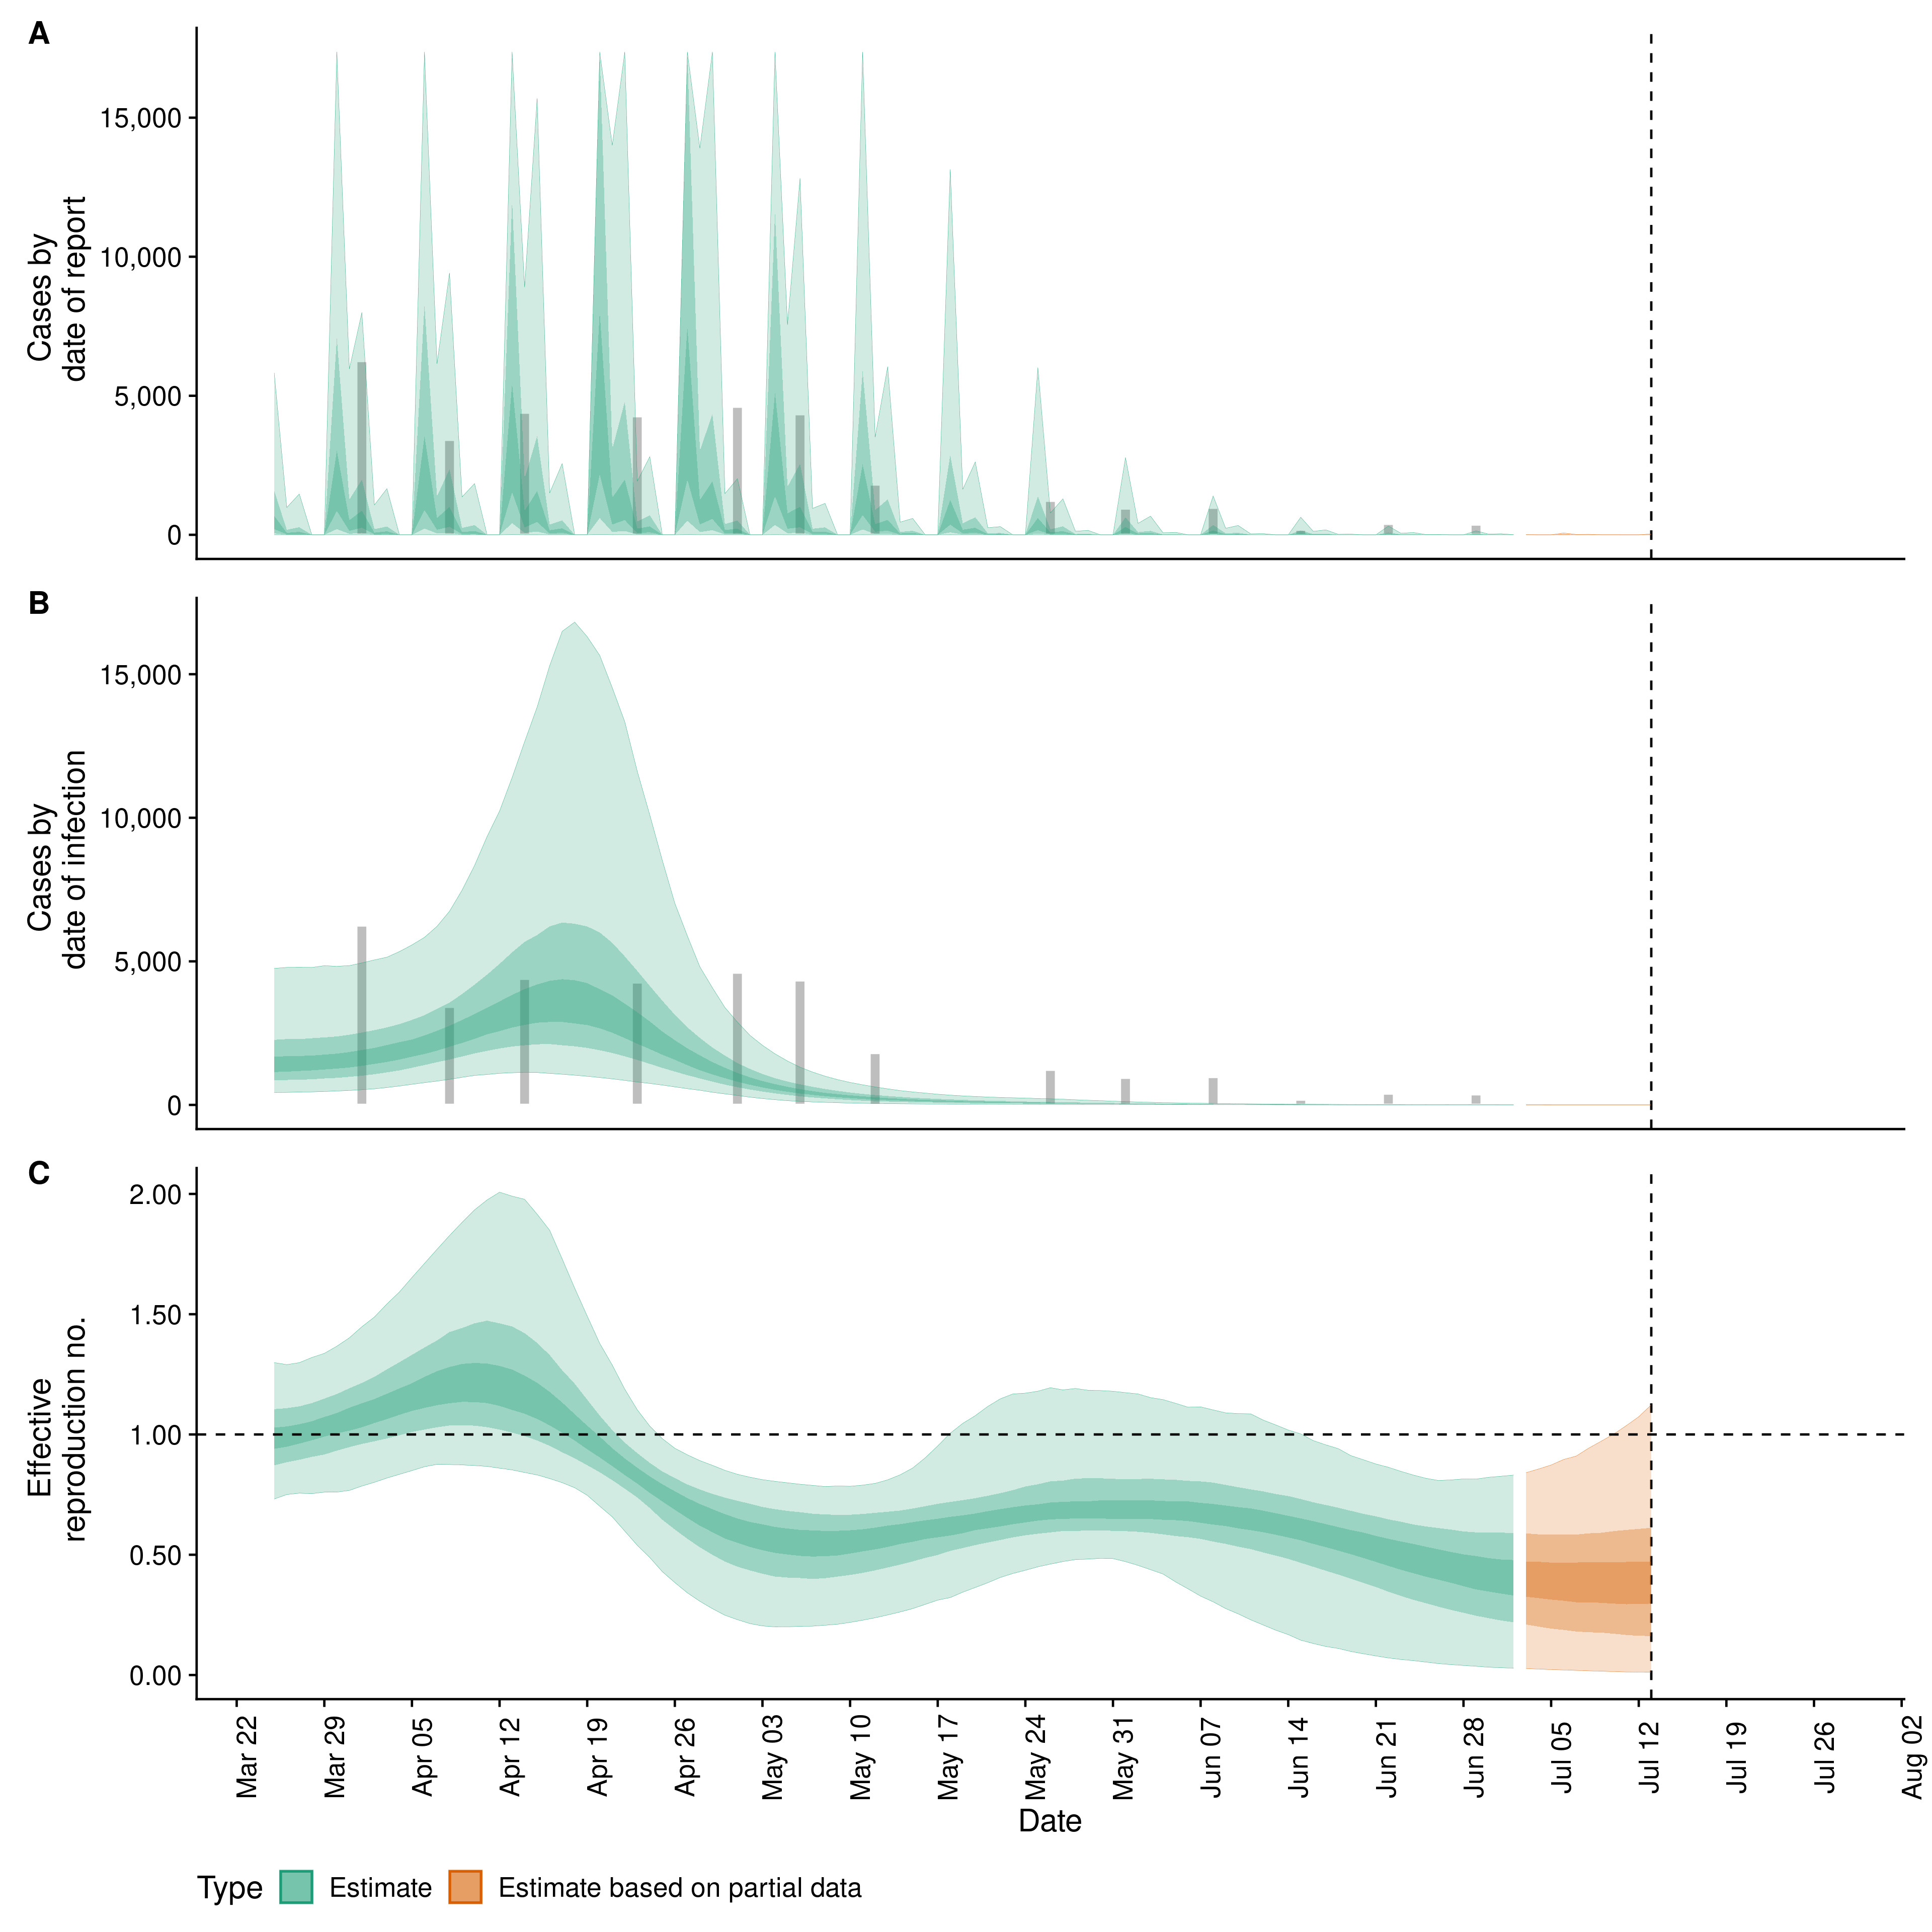 A
Cases by
date of report
15,000
10,000
5,000
0
B
Cases by
date of infection
15,000
10,000
5,000
0
C
Effective
reproduction no.
2.00
1.50
1.00
0.50
0.00
Mar 22
Mar 29
Apr 05
Apr 12
Apr 19
Apr 26
May 03
May 10
May 17
May 24
May 31
Jun 07
Jun 14
Jun 21
Jun 28
Jul 05
Jul 12
Jul 19
Jul 26
Aug 02
Date
Type Estimate Estimate based on partial data